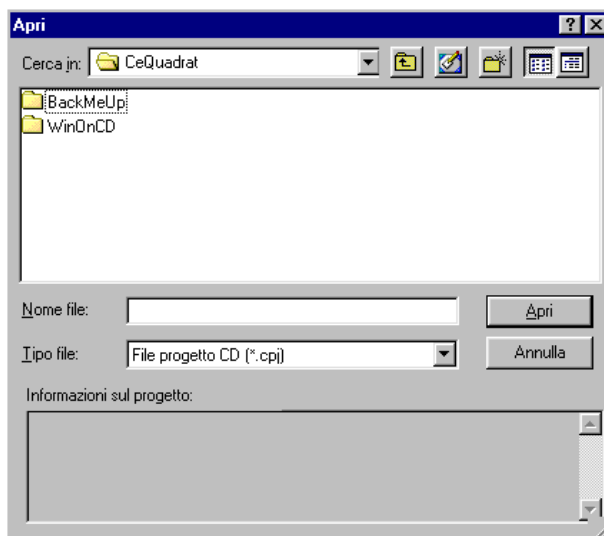 Apri
Cerca in: CeQuadrat
BackMeUp
WinOnCD
Nome file:
Apri
Tipo file: File progetto CD (*.cpj)
Annulla
Informazioni sul progetto: